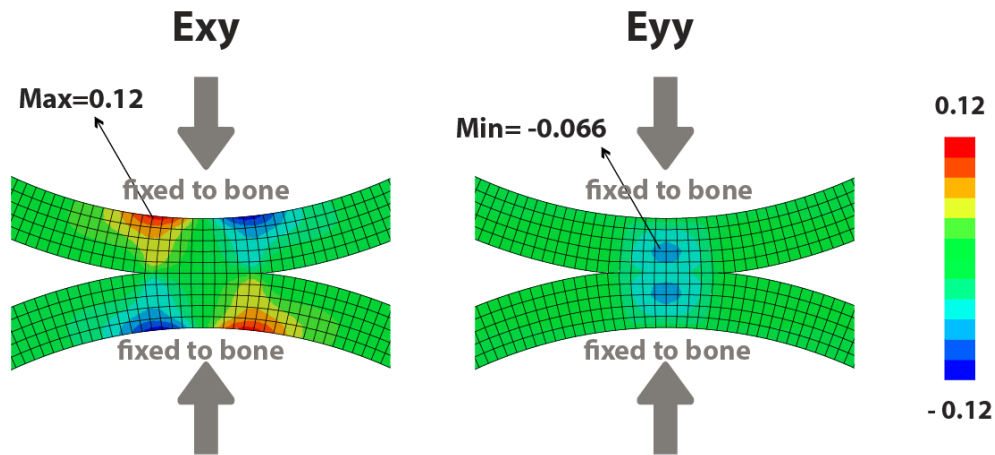 Exy
Eyy
Max=0.12
Min= -0.066
0.12
fixed to bone
fixed to bone
fixed to bone
fixed to bone
- 0.12